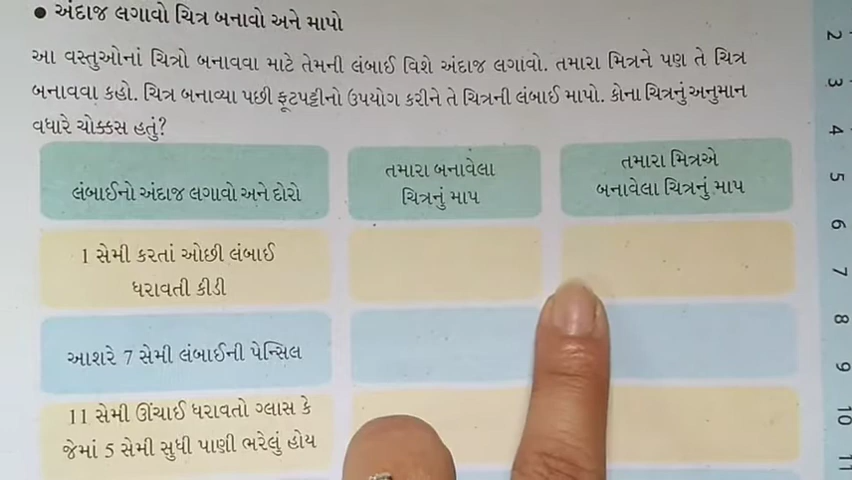 ● અંદાજ લગાવો ચિત્ર બનાવો અને માપો
આ વસ્તુઓનાં ચિત્રો બનાવવા માટે તેમની લંબાઈ વિશે અંદાજ લગાવો. તમારા મિત્રને પણ તે ચિત્ર
બનાવવા કહો. ચિત્ર બનાવ્યા પછી ફૂટપટ્ટીનો ઉપયોગ કરીને તે ચિત્રની લંબાઈ માપો. કોના ચિત્રનું અનુમાન
વધારે ચોક્કસ હતું?
લંબાઈનો અંદાજ લગાવો અને દોરો
તમારા બનાવેલા
ચિત્રનું માપ
તમારા મિત્રએ
બનાવેલા ચિત્રનું માપ
1 સેમી કરતાં ઓછી લંબાઈ
ધરાવતી કીડી
આશરે 7 સેમી લંબાઈની પેન્સિલ
11 સેમી ઊંચાઈ ધરાવતો ગ્લાસ કે
જેમાં 5 સેમી સુધી પાણી ભરેલું હોય
2
3
4
5
6
7
8
9
10
11